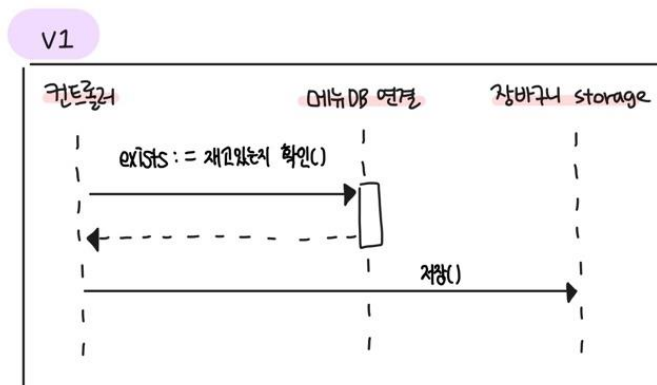 V1
컨트롤러 메뉴DB 연결 장바구니 storage
exists := 재고있는지 확인()
저장()